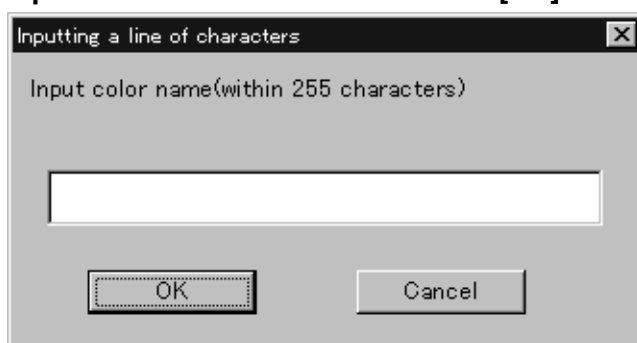 Inputting a line of characters
Input color name(within 255 characters)
OK
Cancel